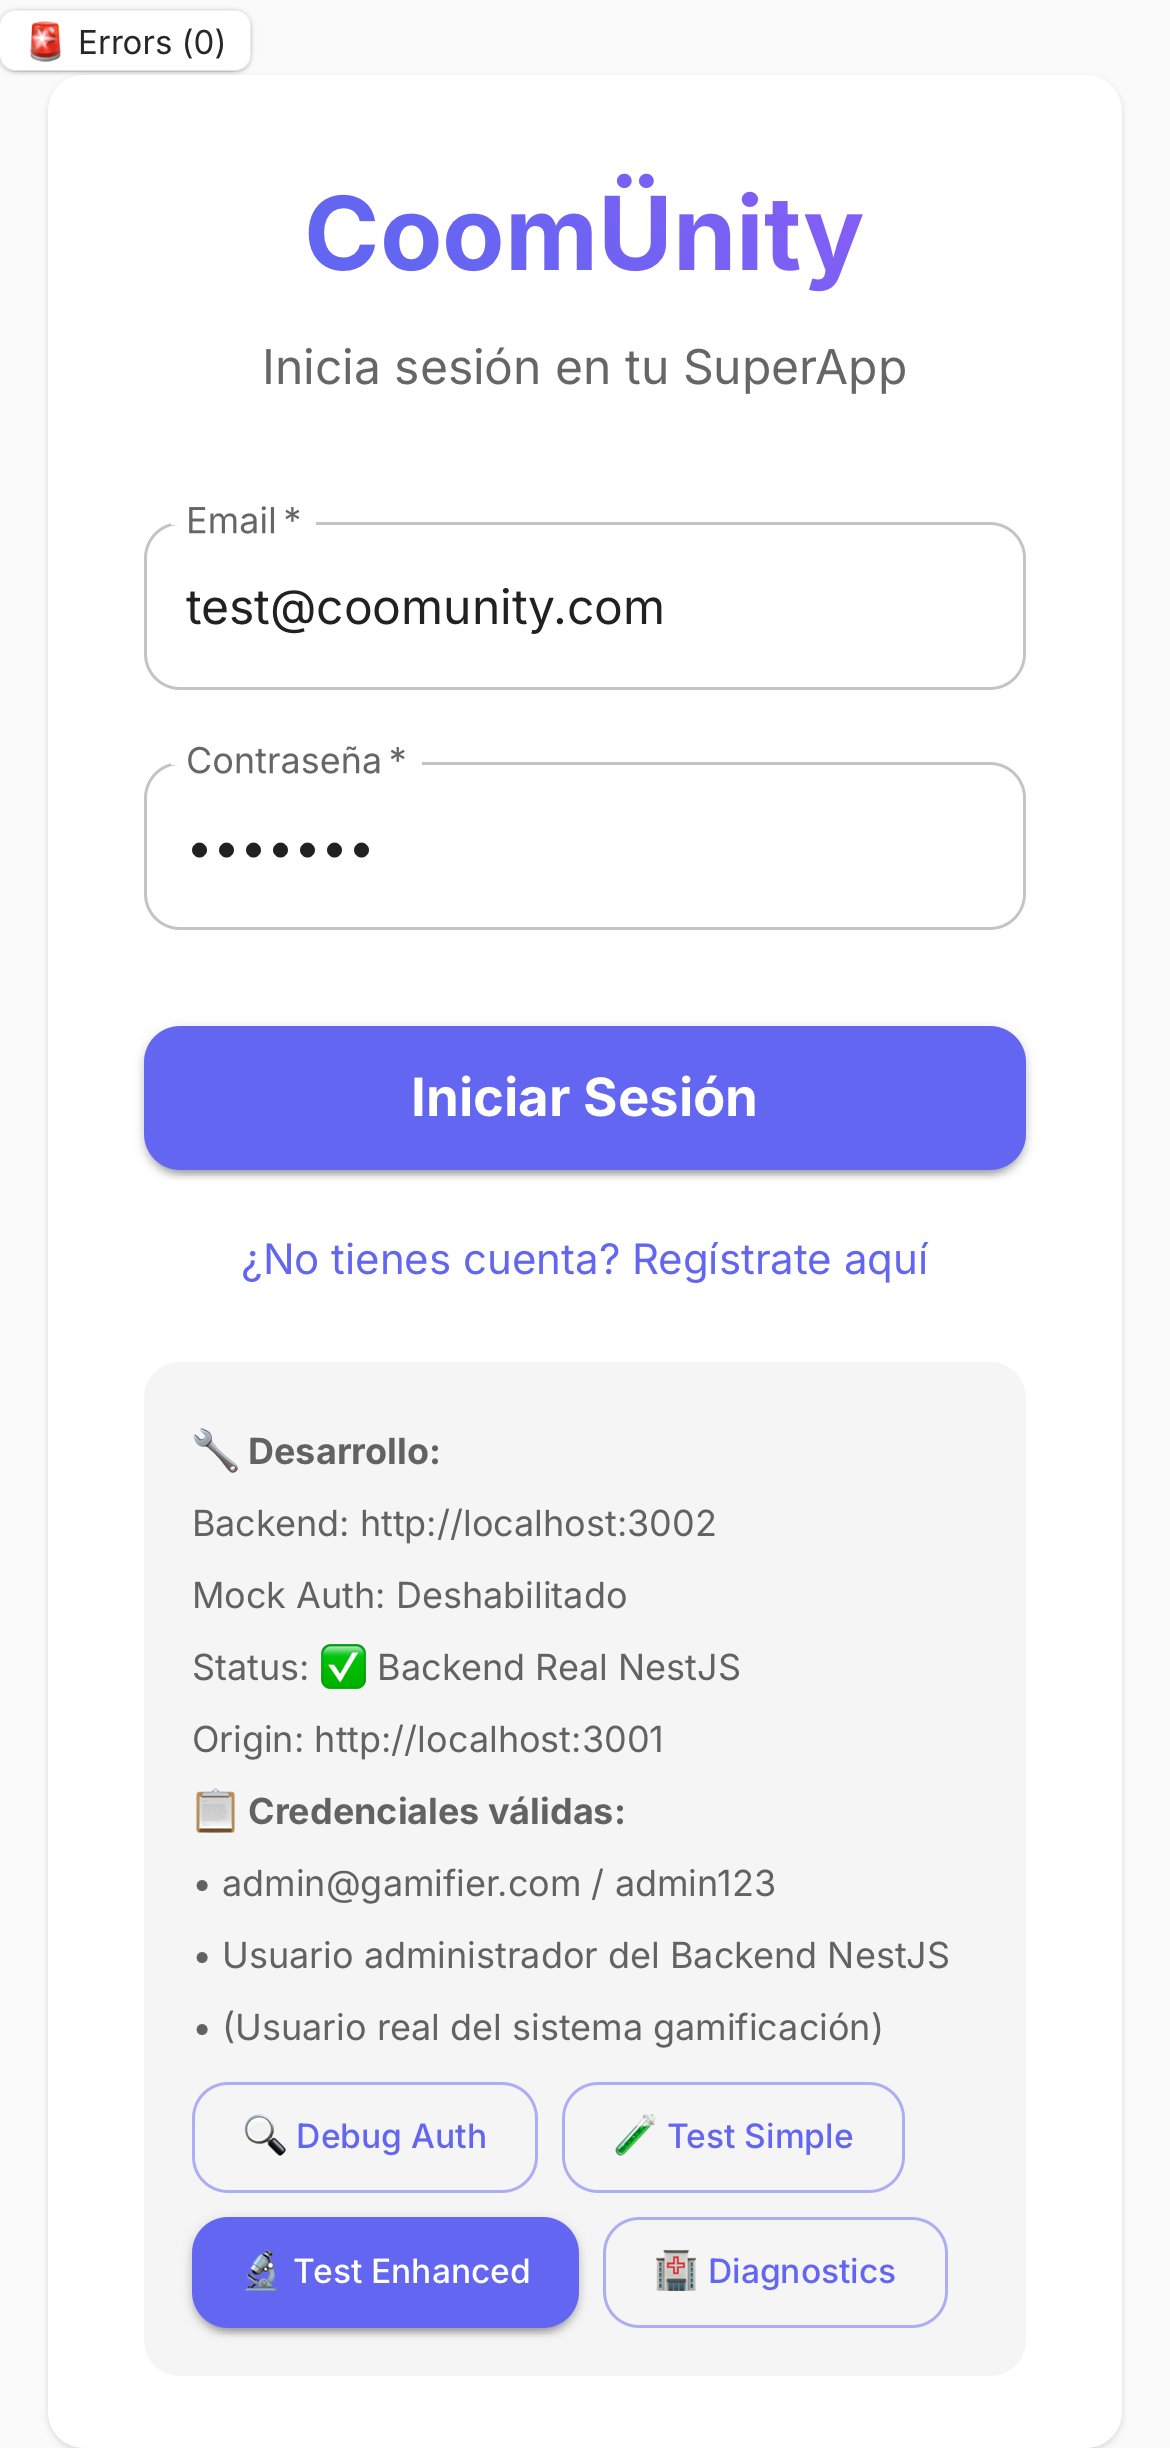 🚨 Errors (0)
CoomÜnity
Inicia sesión en tu SuperApp
Email *
test@coomunity.com
Contraseña *
•••••••
Iniciar Sesión
¿No tienes cuenta? Regístrate aquí
🔧 Desarrollo:
Backend: http://localhost:3002
Mock Auth: Deshabilitado
Status: ✅ Backend Real NestJS
Origin: http://localhost:3001
📋 Credenciales válidas:
• admin@gamifier.com / admin123
• Usuario administrador del Backend NestJS
• (Usuario real del sistema gamificación)
🔍 Debug Auth 🧪 Test Simple
🔬 Test Enhanced 🏥 Diagnostics